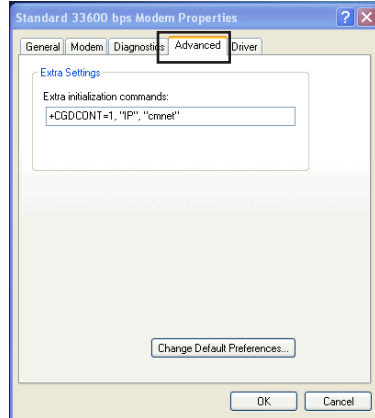 Standard 33600 bps Modem Properties
General Modem Diagnostics Advanced Driver
Extra Settings
Extra initialization commands:
+CGDCONT=1, "IP", "cmnet"
Change Default Preferences...
OK Cancel